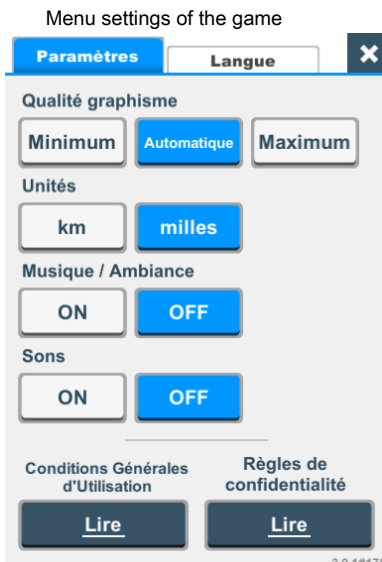 Menu settings of the game
Paramètres Langue
Qualité graphisme
Minimum Automatique Maximum
Unités
km milles
Musique / Ambiance
ON OFF
Sons
ON OFF
Conditions Générales
d'Utilisation
Règles de
confidentialité
Lire Lire